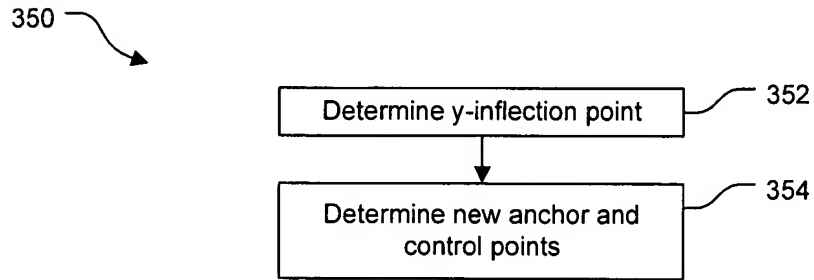 350
Determine y-inflection point
352
Determine new anchor and
control points
354